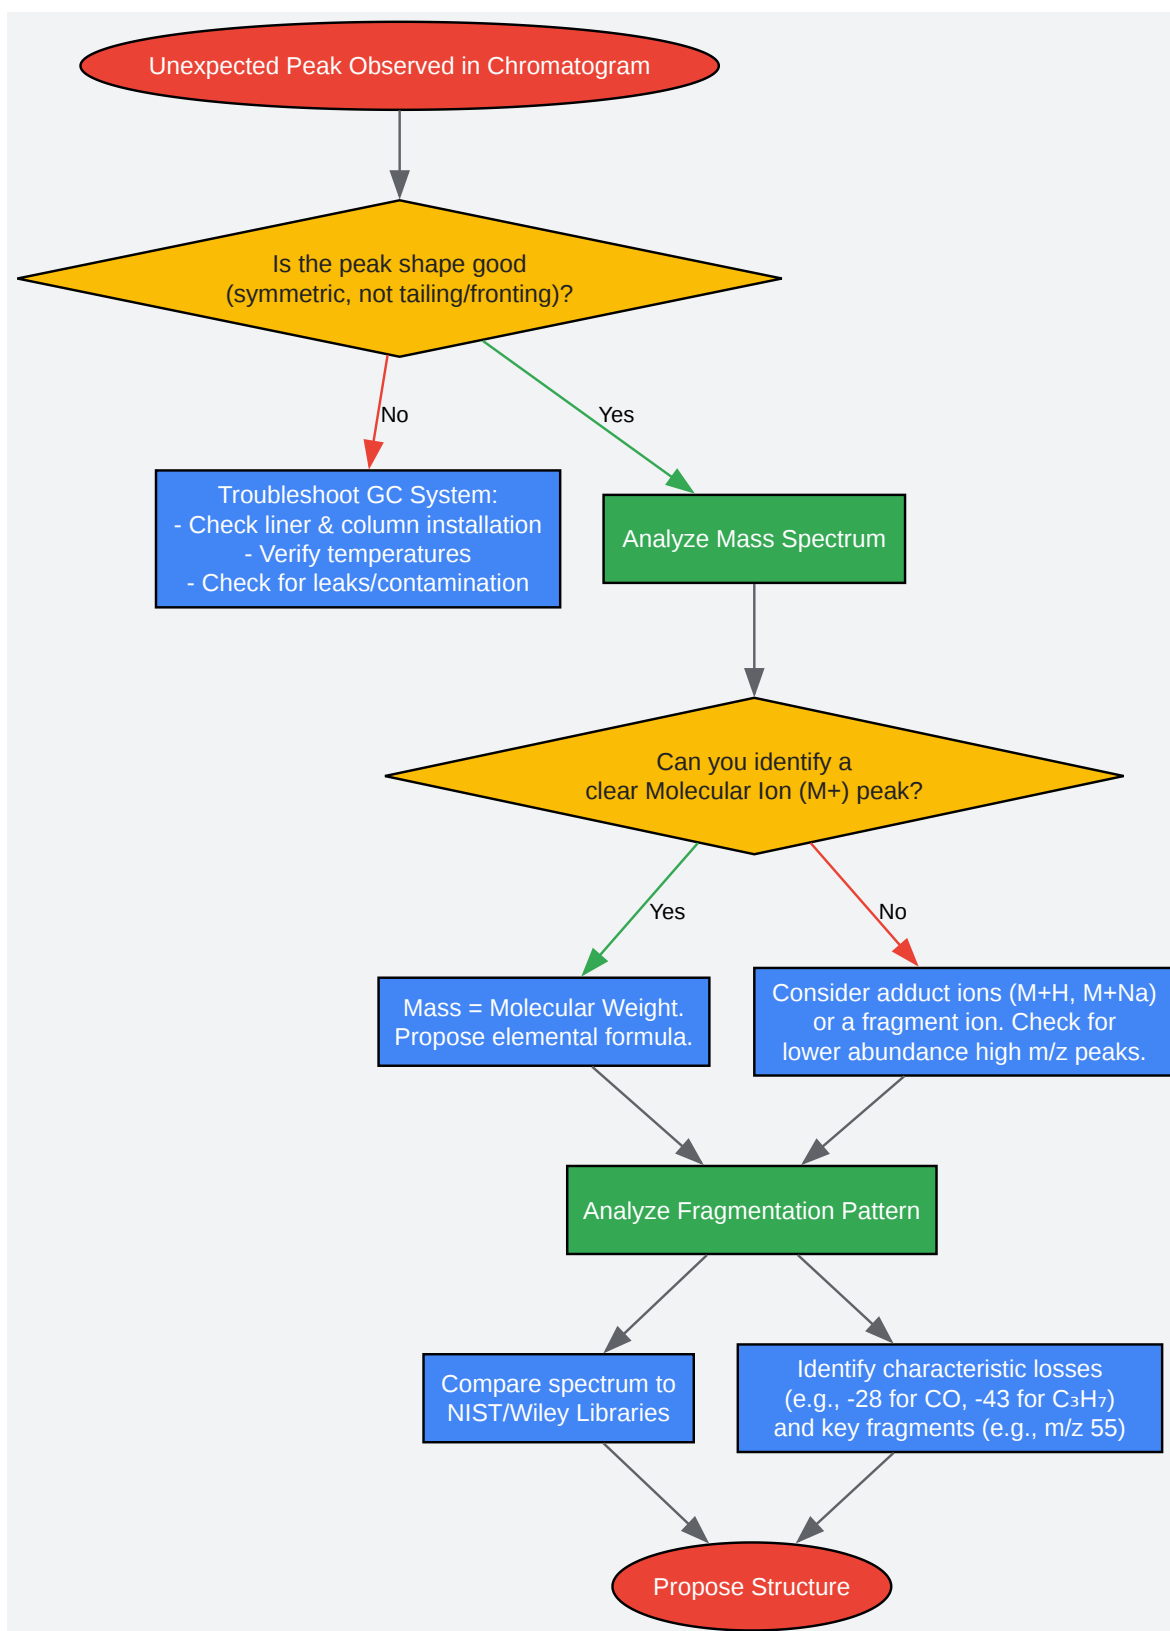 Unexpected Peak Observed in Chromatogram
Is the peak shape good
(symmetric, not tailing/fronting)?
No
Yes
Troubleshoot GC System:
- Check liner & column installation
- Verify temperatures
- Check for leaks/contamination
Analyze Mass Spectrum
Can you identify a
clear Molecular Ion (M+) peak?
Yes
No
Mass = Molecular Weight.
Propose elemental formula.
Consider adduct ions (M+H, M+Na)
or a fragment ion. Check for
lower abundance high m/z peaks.
Analyze Fragmentation Pattern
Compare spectrum to
NIST/Wiley Libraries
Identify characteristic losses
(e.g., -28 for CO, -43 for C₃H₇)
and key fragments (e.g., m/z 55)
Propose Structure